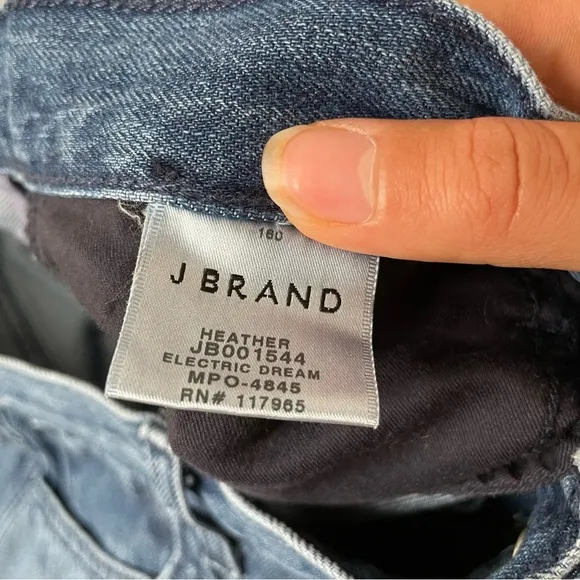 160
J BRAND
HEATHER
JB001544
ELECTRIC DREAM
MPO-4845
RN# 117965